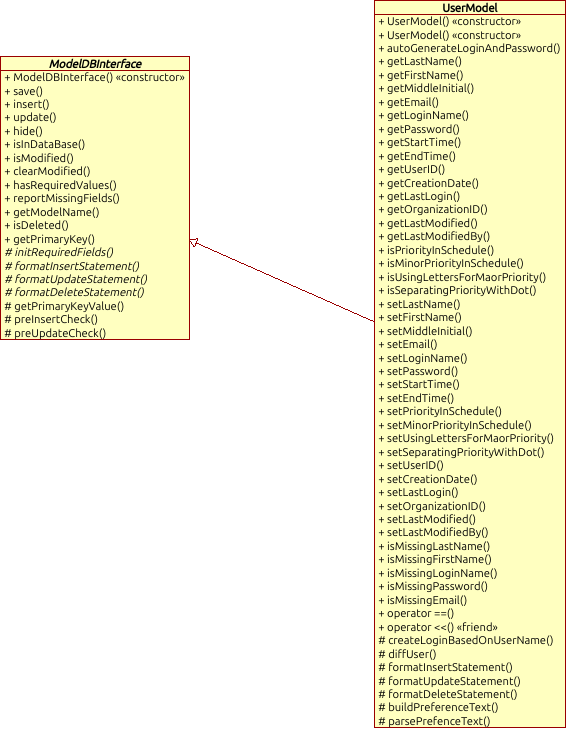 ModelDBInterface
+ ModelDBInterface() «constructor»
+ save()
+ insert()
+ update()
+ hide()
+ isInDataBase()
+ isModified()
+ clearModified()
+ hasRequiredValues()
+ reportMissingFields()
+ getModelName()
+ isDeleted()
+ getPrimaryKey()
# initRequiredFields()
# formatInsertStatement()
# formatUpdateStatement()
# formatDeleteStatement()
# getPrimaryKeyValue()
# preInsertCheck()
# preUpdateCheck()
UserModel
+ UserModel() «constructor»
+ UserModel() «constructor»
+ autoGenerateLoginAndPassword()
+ getLastName()
+ getFirstName()
+ getMiddleInitial()
+ getEmail()
+ getLoginName()
+ getPassword()
+ getStartTime()
+ getEndTime()
+ getUserID()
+ getCreationDate()
+ getLastLogin()
+ getOrganizationID()
+ getLastModified()
+ getLastModifiedBy()
+ isPriorityInSchedule()
+ isMinorPriorityInSchedule()
+ isUsingLettersForMaorPriority()
+ isSeparatingPriorityWithDot()
+ setLastName()
+ setFirstName()
+ setMiddleInitial()
+ setEmail()
+ setLoginName()
+ setPassword()
+ setStartTime()
+ setEndTime()
+ setPriorityInSchedule()
+ setMinorPriorityInSchedule()
+ setUsingLettersForMaorPriority()
+ setSeparatingPriorityWithDot()
+ setUserID()
+ setCreationDate()
+ setLastLogin()
+ setOrganizationID()
+ setLastModified()
+ setLastModifiedBy()
+ isMissingLastName()
+ isMissingFirstName()
+ isMissingLoginName()
+ isMissingPassword()
+ isMissingEmail()
+ operator ==()
+ operator <<() «friend»
# createLoginBasedOnUserName()
# diffUser()
# formatInsertStatement()
# formatUpdateStatement()
# formatDeleteStatement()
# buildPreferenceText()
# parsePrefenceText()